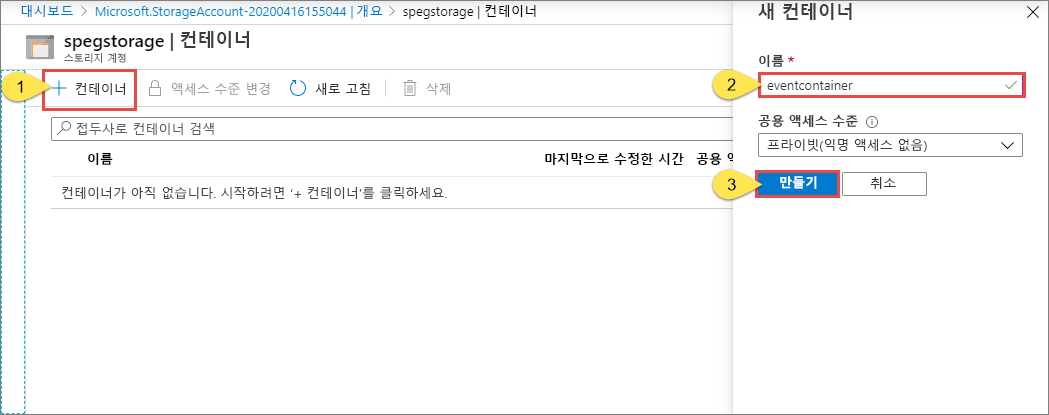 대시보드 > Microsoft.StorageAccount-20200416155044 | 개요 > spegstorage | 컨테이너
spegstorage | 컨테이너
스토리지 계정
1
+ 컨테이너 액세스 수준 변경 새로 고침 삭제
접두사로 컨테이너 검색
이름 마지막으로 수정한 시간 공용 액
컨테이너가 아직 없습니다. 시작하려면 '+ 컨테이너'를 클릭하세요.
새 컨테이너
이름 *
2
eventcontainer
공용 액세스 수준
프라이빗(익명 액세스 없음)
3
만들기 취소